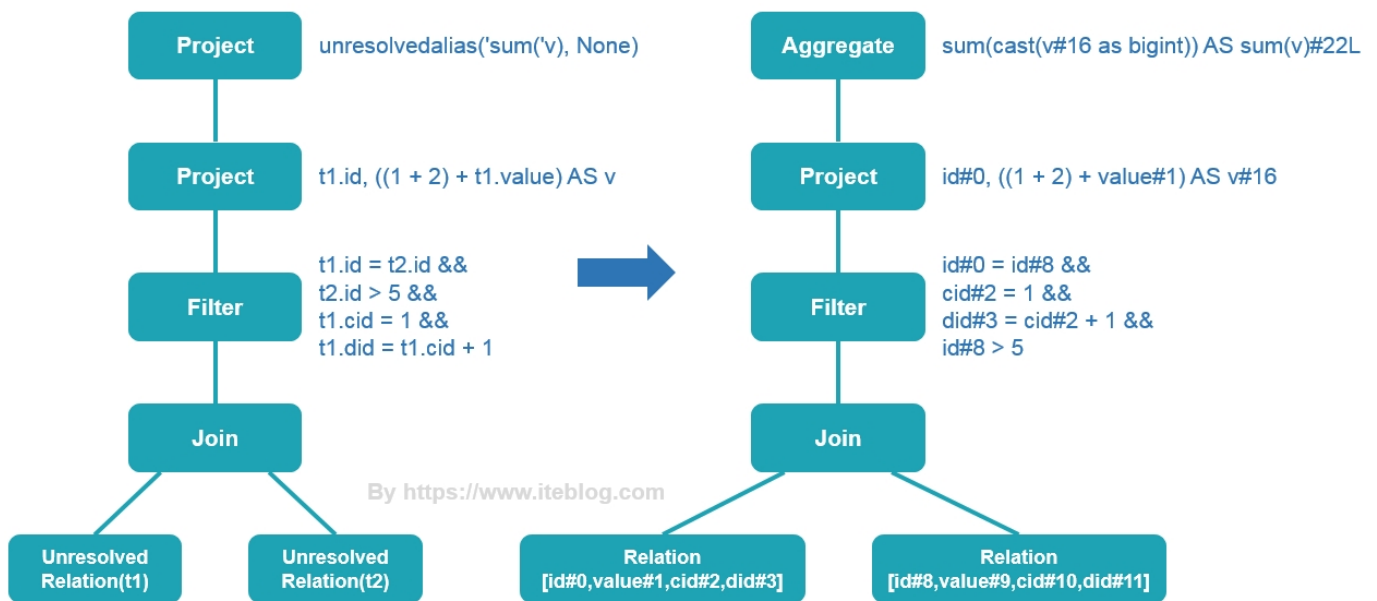 Project
unresolvedalias('sum('v), None)
Project
t1.id, ((1 + 2) + t1.value) AS v
Filter
t1.id = t2.id &&
t2.id > 5 &&
t1.cid = 1 &&
t1.did = t1.cid + 1
Join
Unresolved
Relation(t1)
Unresolved
Relation(t2)
Aggregate
sum(cast(v#16 as bigint)) AS sum(v)#22L
Project
id#0, ((1 + 2) + value#1) AS v#16
Filter
id#0 = id#8 &&
cid#2 = 1 &&
did#3 = cid#2 + 1 &&
id#8 > 5
Join
Relation
[id#0,value#1,cid#2,did#3]
Relation
[id#8,value#9,cid#10,did#11]
By https://www.iteblog.com